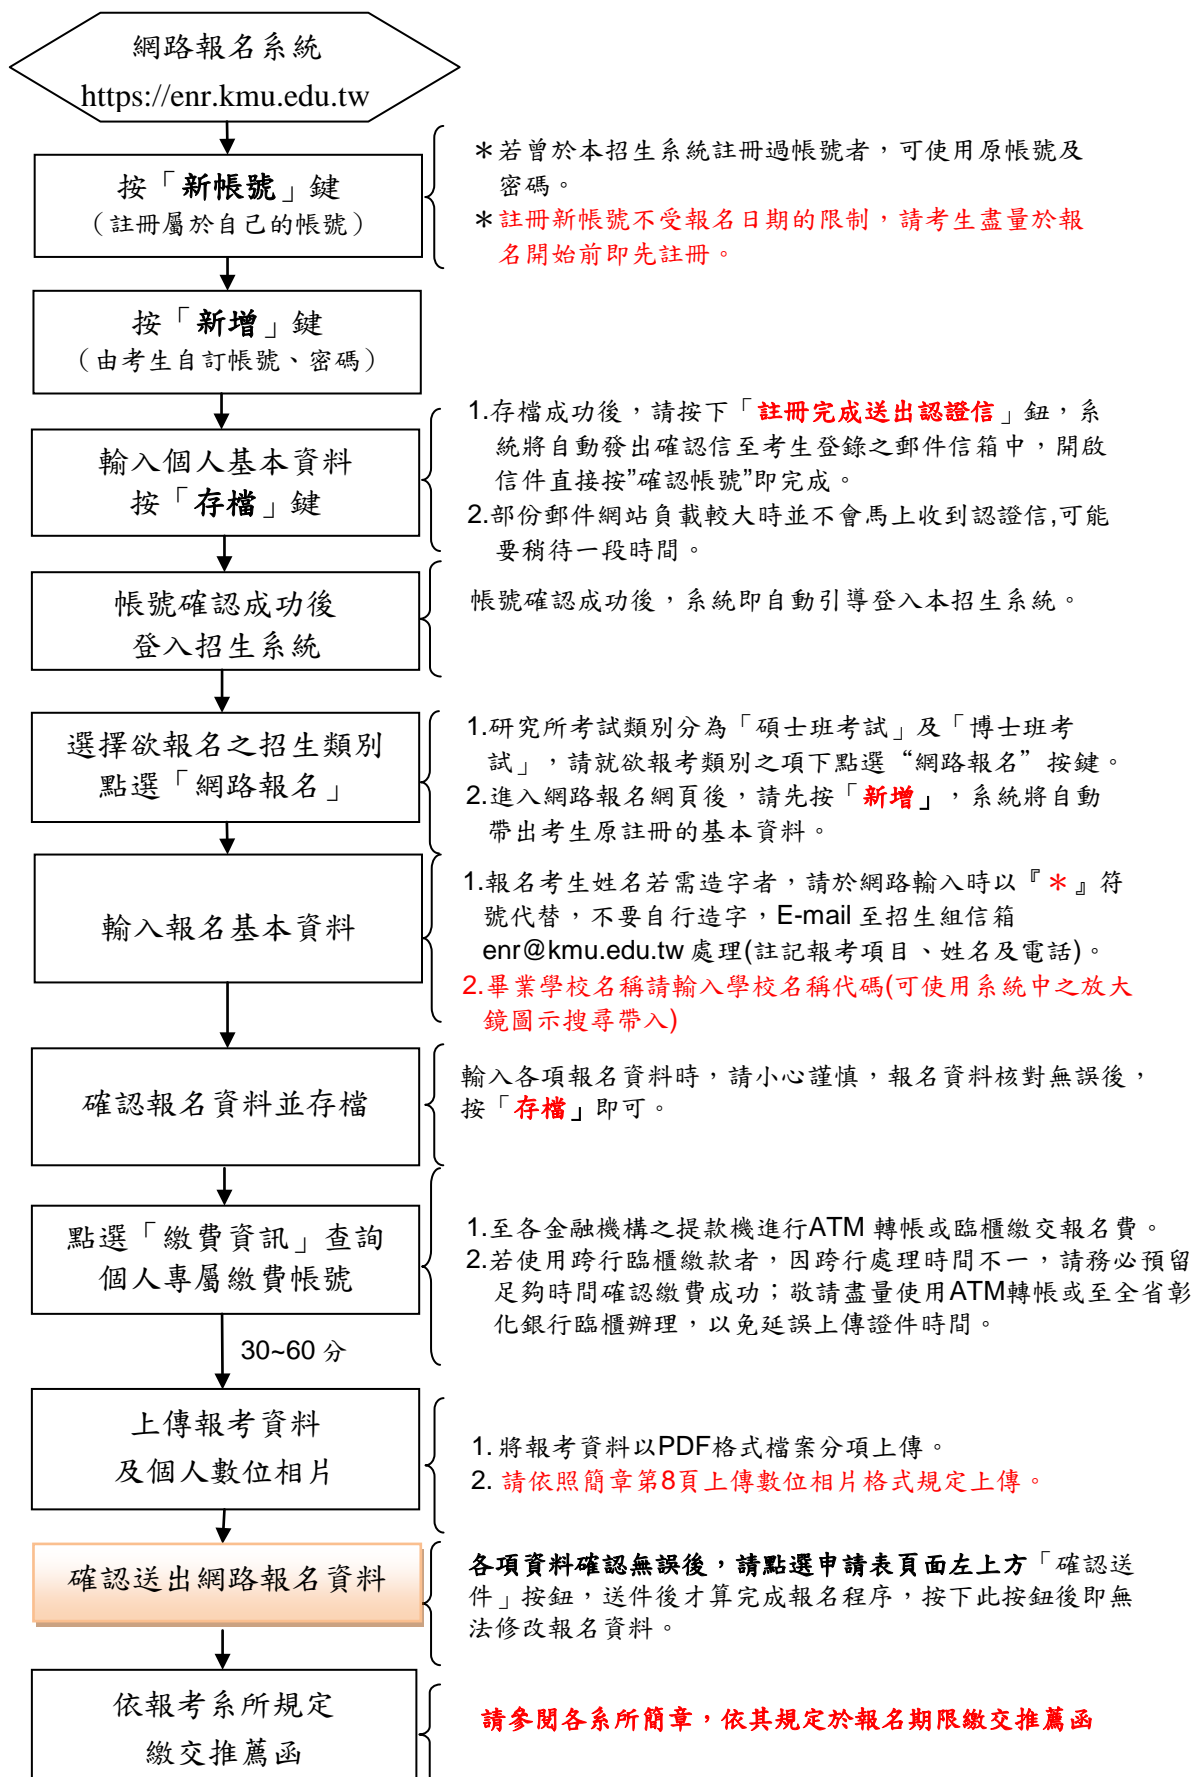 網路報名系統
https://enr.kmu.edu.tw
按「新帳號」鍵
（註冊屬於自己的帳號）
＊若曾於本招生系統註冊過帳號者，可使用原帳號及
密碼。
＊註冊新帳號不受報名日期的限制，請考生盡量於報
名開始前即先註冊。
按「新增」鍵
（由考生自訂帳號、密碼）
輸入個人基本資料
按「存檔」鍵
1.存檔成功後，請按下「註冊完成送出認證信」鈕，系
統將自動發出確認信至考生登錄之郵件信箱中，開啟
信件直接按”確認帳號”即完成。
2.部份郵件網站負載較大時並不會馬上收到認證信,可能
要稍待一段時間。
帳號確認成功後
登入招生系統
帳號確認成功後，系統即自動引導登入本招生系統。
選擇欲報名之招生類別
點選「網路報名」
1.研究所考試類別分為「碩士班考試」及「博士班考
試」，請就欲報考類別之項下點選“網路報名”按鍵。
2.進入網路報名網頁後，請先按「新增」，系統將自動
帶出考生原註冊的基本資料。
輸入報名基本資料
1.報名考生姓名若需造字者，請於網路輸入時以『＊』符
號代替，不要自行造字，E-mail 至招生組信箱
enr@kmu.edu.tw 處理(註記報考項目、姓名及電話)。
2.畢業學校名稱請輸入學校名稱代碼(可使用系統中之放大
鏡圖示搜尋帶入)
確認報名資料並存檔
輸入各項報名資料時，請小心謹慎，報名資料核對無誤後，
按「存檔」即可。
點選「繳費資訊」查詢
個人專屬繳費帳號
1.至各金融機構之提款機進行ATM 轉帳或臨櫃繳交報名費。
2.若使用跨行臨櫃繳款者，因跨行處理時間不一，請務必預留
足夠時間確認繳費成功；敬請盡量使用ATM轉帳或至全省彰
化銀行臨櫃辦理，以免延誤上傳證件時間。
30~60 分
上傳報考資料
及個人數位相片
1. 將報考資料以PDF格式檔案分項上傳。
2. 請依照簡章第8頁上傳數位相片格式規定上傳。
確認送出網路報名資料
各項資料確認無誤後，請點選申請表頁面左上方「確認送
件」按鈕，送件後才算完成報名程序，按下此按鈕後即無
法修改報名資料。
依報考系所規定
繳交推薦函
請參閱各系所簡章，依其規定於報名期限繳交推薦函